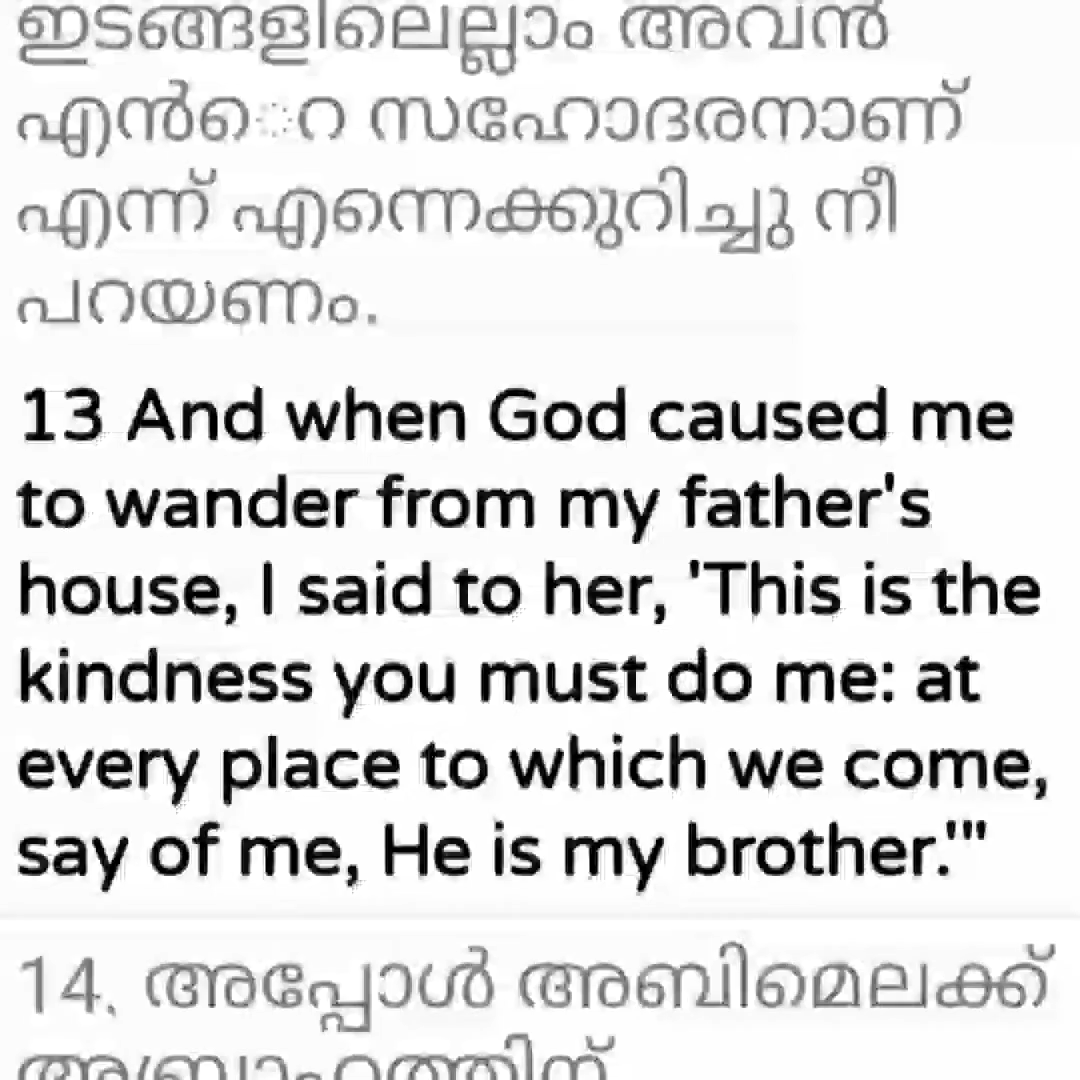 ഇടങ്ങളിലെല്ലാം അവൻ
എൻെറ സഹോദരനാണ്
എന്ന് എന്നെക്കുറിച്ചു നീ
പറയണം.
13 And when God caused me
to wander from my father's
house, I said to her, 'This is the
kindness you must do me: at
every place to which we come,
say of me, He is my brother.'"
14. അപ്പോൾ അബിമെലക്ക്
അബ്രാഹത്തിന്